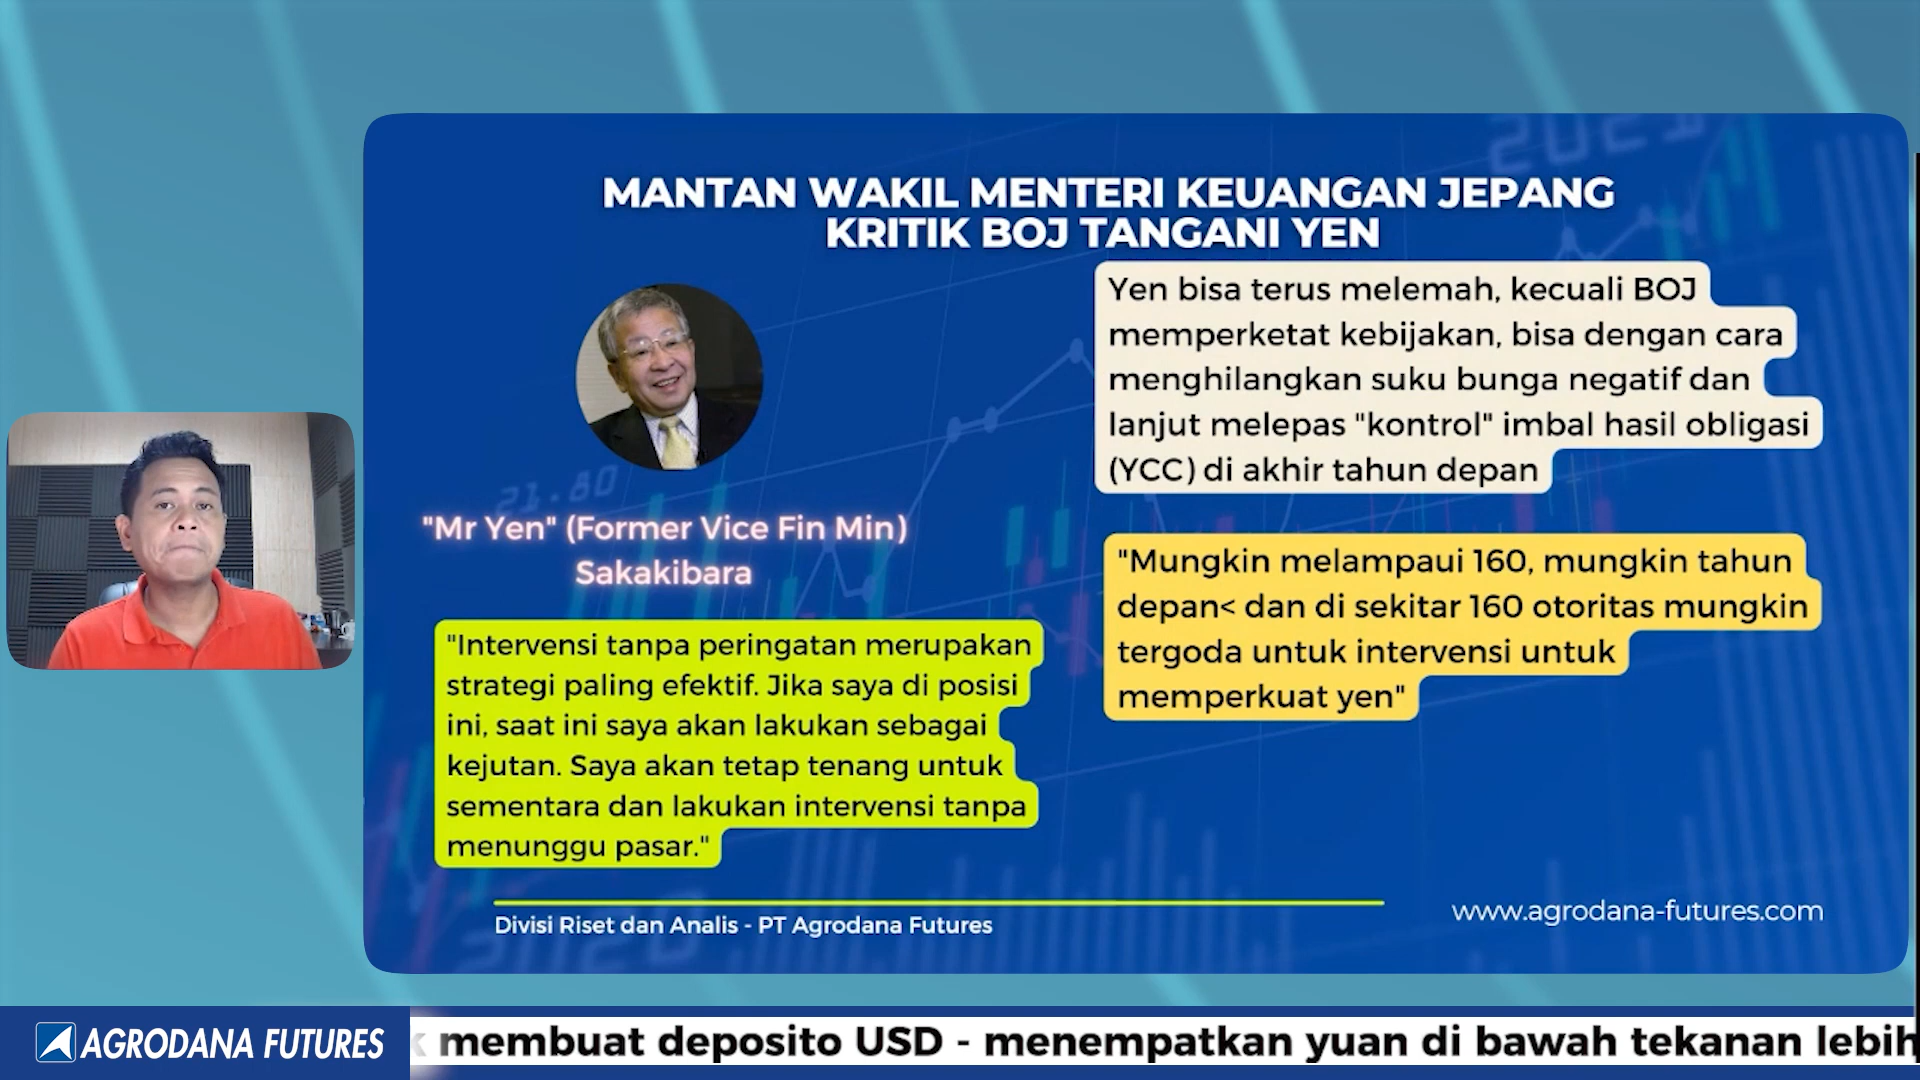 MANTAN WAKIL MENTERI KEUANGAN JEPANG
KRITIK BOJ TANGANI YEN
"Mr Yen" (Former Vice Fin Min)
Sakakibara
"Intervensi tanpa peringatan merupakan
strategi paling efektif. Jika saya di posisi
ini, saat ini saya akan lakukan sebagai
kejutan. Saya akan tetap tenang untuk
sementara dan lakukan intervensi tanpa
menunggu pasar."
Yen bisa terus melemah, kecuali BOJ
memperketat kebijakan, bisa dengan cara
menghilangkan suku bunga negatif dan
lanjut melepas "kontrol" imbal hasil obligasi
(YCC) di akhir tahun depan
"Mungkin melampaui 160, mungkin tahun
depan< dan di sekitar 160 otoritas mungkin
tergoda untuk intervensi untuk
memperkuat yen"
2021
21.80
2020
Divisi Riset dan Analis - PT Agrodana Futures
www.agrodana-futures.com
AGRODANA FUTURES
membuat deposito USD - menempatkan yuan di bawah tekanan lebih